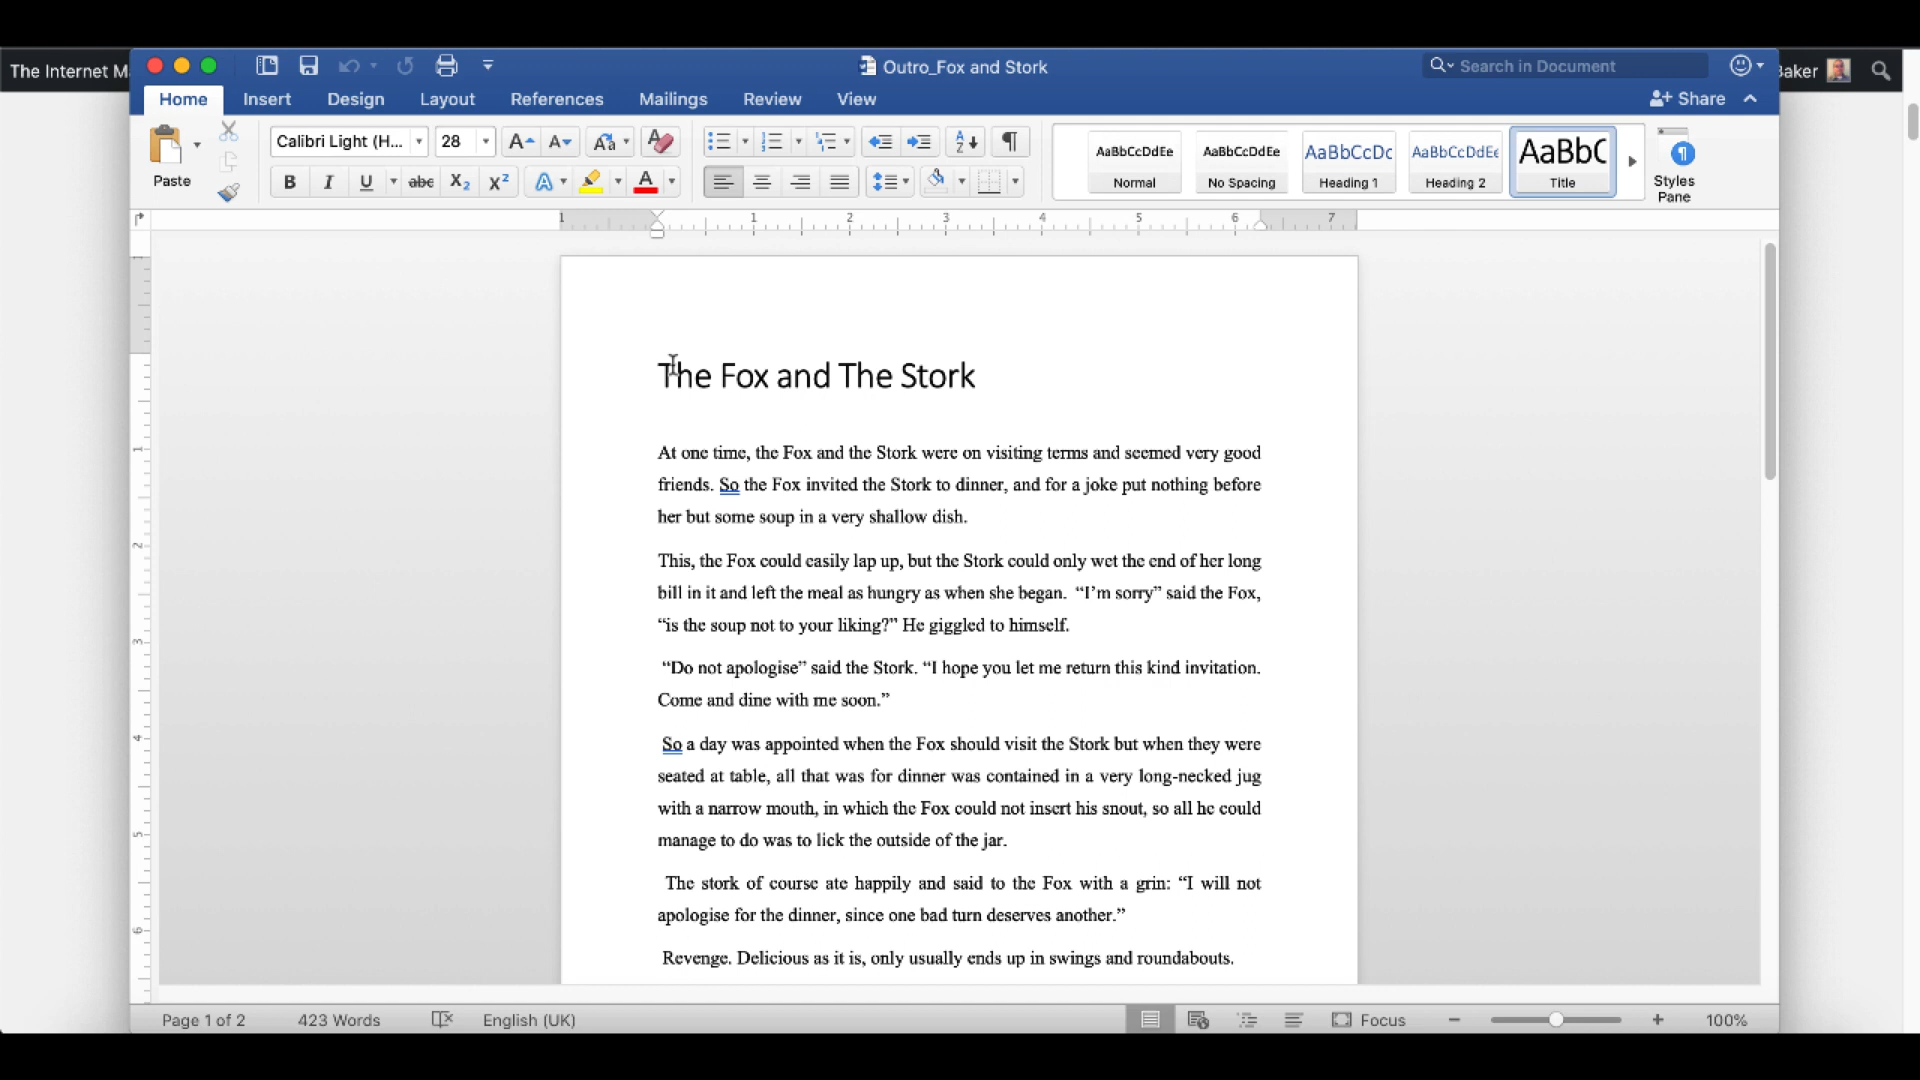 The Internet M
Outro_Fox and Stork
Search in Document
Baker
Home Insert Design Layout References Mailings Review View
Share
Paste
Calibri Light (H... 28
A A Aa A
B I U abc X2 X2 A A
AaBbCcDdEe AaBbCcDdEe AaBbCcDc AaBbCcDdEe AaBbC
Normal No Spacing Heading 1 Heading 2 Title
Styles
Pane
1 1 2 3 4 5 6 7
The Fox and The Stork
At one time, the Fox and the Stork were on visiting terms and seemed very good
friends. So the Fox invited the Stork to dinner, and for a joke put nothing before
her but some soup in a very shallow dish.
This, the Fox could easily lap up, but the Stork could only wet the end of her long
bill in it and left the meal as hungry as when she began. “I’m sorry” said the Fox,
“is the soup not to your liking?” He giggled to himself.
“Do not apologise” said the Stork. “I hope you let me return this kind invitation.
Come and dine with me soon.”
So a day was appointed when the Fox should visit the Stork but when they were
seated at table, all that was for dinner was contained in a very long-necked jug
with a narrow mouth, in which the Fox could not insert his snout, so all he could
manage to do was to lick the outside of the jar.
The stork of course ate happily and said to the Fox with a grin: “I will not
apologise for the dinner, since one bad turn deserves another.”
Revenge. Delicious as it is, only usually ends up in swings and roundabouts.
Page 1 of 2 423 Words English (UK) Focus 100%